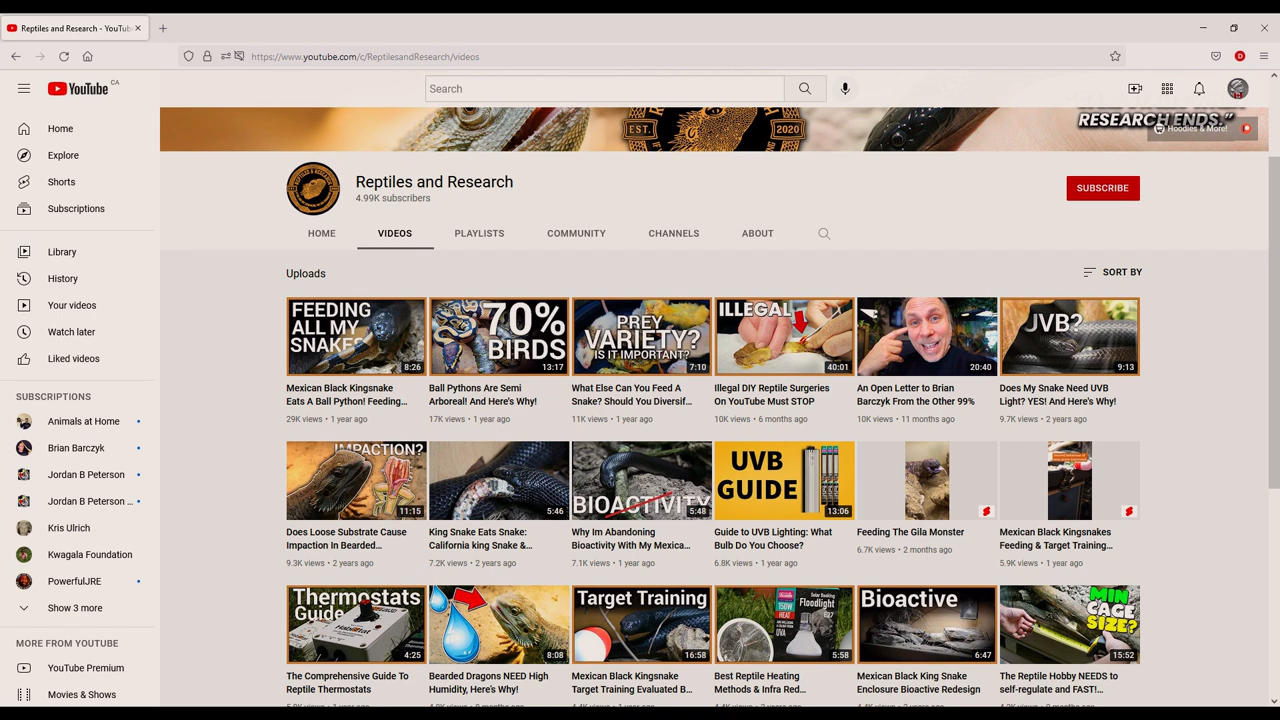 Reptiles and Research - YouTub
https://www.youtube.com/c/ReptilesandResearch/videos
YouTube CA
Search
Home
Explore
Shorts
Subscriptions
Library
History
Your videos
Watch later
Liked videos
SUBSCRIPTIONS
Animals at Home
Brian Barczyk
Jordan B Peterson
Jordan B Peterson ...
Kris Ulrich
Kwagala Foundation
PowerfulJRE
Show 3 more
MORE FROM YOUTUBE
YouTube Premium
Movies & Shows
EST. 2020
RESEARCH ENDS."
Hoodies & More!
Reptiles and Research
4.99K subscribers
SUBSCRIBE
HOME VIDEOS PLAYLISTS COMMUNITY CHANNELS ABOUT
Uploads
SORT BY
FEEDING
ALL MY
SNAKES
8:26
Mexican Black Kingsnake
Eats A Ball Python! Feeding...
29K views • 1 year ago
70%
BIRDS
13:17
Ball Pythons Are Semi
Arboreal! And Here's Why!
17K views • 1 year ago
PREY
VARIETY?
IS IT IMPORTANT?
7:10
What Else Can You Feed A
Snake? Should You Diversif...
11K views • 1 year ago
ILLEGAL
40:01
Illegal DIY Reptile Surgeries
On YouTube Must STOP
10K views • 6 months ago
20:40
An Open Letter to Brian
Barczyk From the Other 99%
10K views • 11 months ago
UVB?
9:13
Does My Snake Need UVB
Light? YES! And Here's Why!
9.7K views • 2 years ago
IMPACTION?
11:15
Does Loose Substrate Cause
Impaction In Bearded...
9.3K views • 2 years ago
5:46
King Snake Eats Snake:
California king Snake &...
7.2K views • 2 years ago
BIOACTIVITY
5:48
Why Im Abandoning
Bioactivity With My Mexica...
7.1K views • 1 year ago
UVB
GUIDE
13:06
Guide to UVB Lighting: What
Bulb Do You Choose?
6.8K views • 1 year ago
Feeding The Gila Monster
6.7K views • 2 months ago
Mexican Black Kingsnakes
Feeding & Target Training...
5.9K views • 1 year ago
Thermostats
Guide
4:25
The Comprehensive Guide To
Reptile Thermostats
8:08
Bearded Dragons NEED High
Humidity, Here's Why!
Target Training
16:58
Mexican Black Kingsnake
Target Training Evaluated B...
150W
HEAT
Floodlight
5:58
Best Reptile Heating
Methods & Infra Red...
Bioactive
6:47
Mexican Black King Snake
Enclosure Bioactive Redesign
MIN
CAGE
SIZE?
15:52
The Reptile Hobby NEEDS to
self-regulate and FAST!...